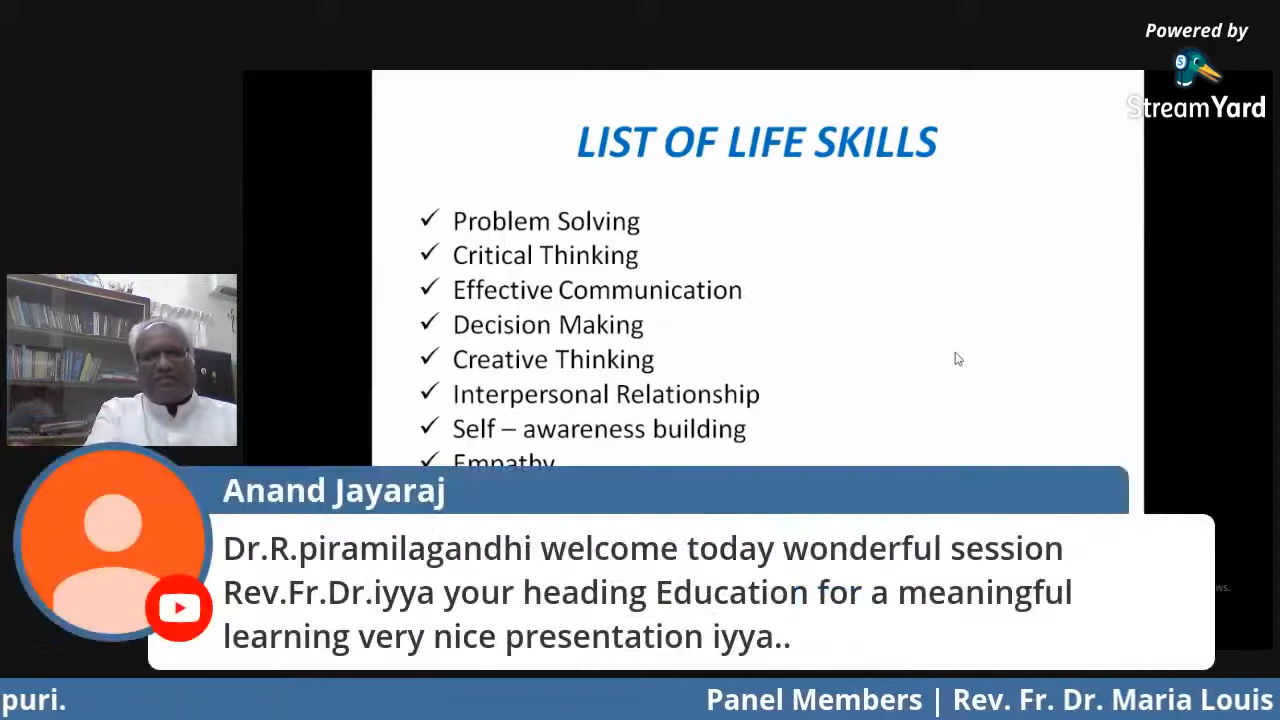 Powered by
StreamYard
LIST OF LIFE SKILLS
✓ Problem Solving
✓ Critical Thinking
✓ Effective Communication
✓ Decision Making
✓ Creative Thinking
✓ Interpersonal Relationship
✓ Self – awareness building
✓ Empathy
Anand Jayaraj
Dr.R.piramilagandhi welcome today wonderful session
Rev.Fr.Dr.iyya your heading Education for a meaningful
learning very nice presentation iyya..
puri.
Panel Members | Rev. Fr. Dr. Maria Louis